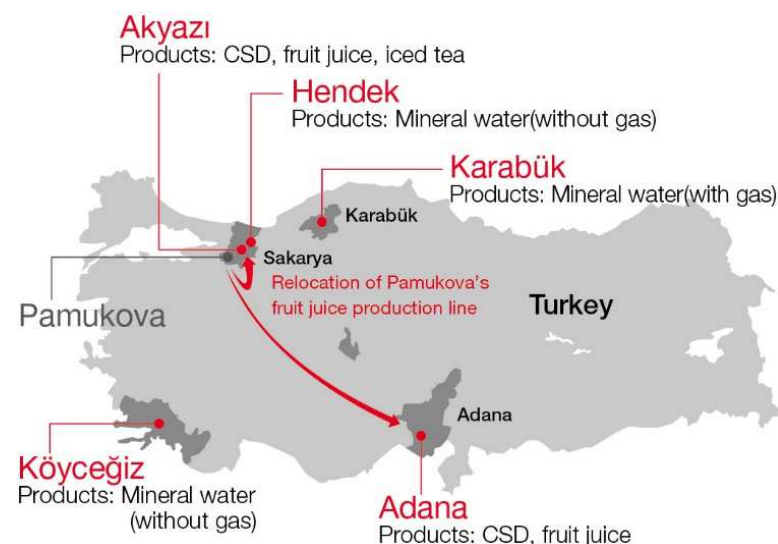 Akyazı
Products: CSD, fruit juice, iced tea
Hendek
Products: Mineral water(without gas)
Karabük
Products: Mineral water(with gas)
Karabük
Sakarya
Relocation of Pamukova's
fruit juice production line
Turkey
Pamukova
Adana
Köyceğiz
Products: Mineral water
(without gas)
Adana
Products: CSD, fruit juice